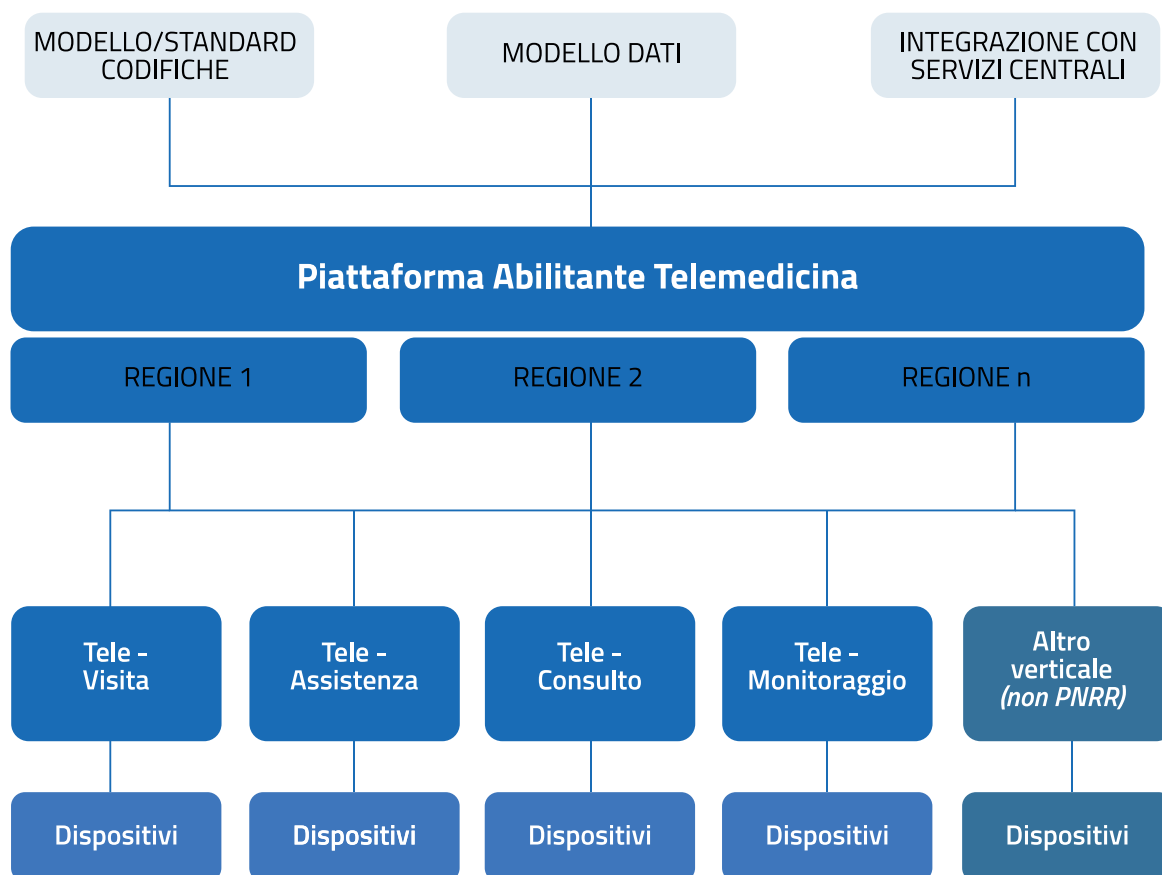 MODELLO/STANDARD
CODIFICHE
MODELLO DATI
INTEGRAZIONE CON
SERVIZI CENTRALI
Piattaforma Abilitante Telemedicina
REGIONE 1
REGIONE 2
REGIONE n
Tele -
Visita
Tele -
Assistenza
Tele -
Consulto
Tele -
Monitoraggio
Altro
verticale
(non PNRR)
Dispositivi
Dispositivi
Dispositivi
Dispositivi
Dispositivi